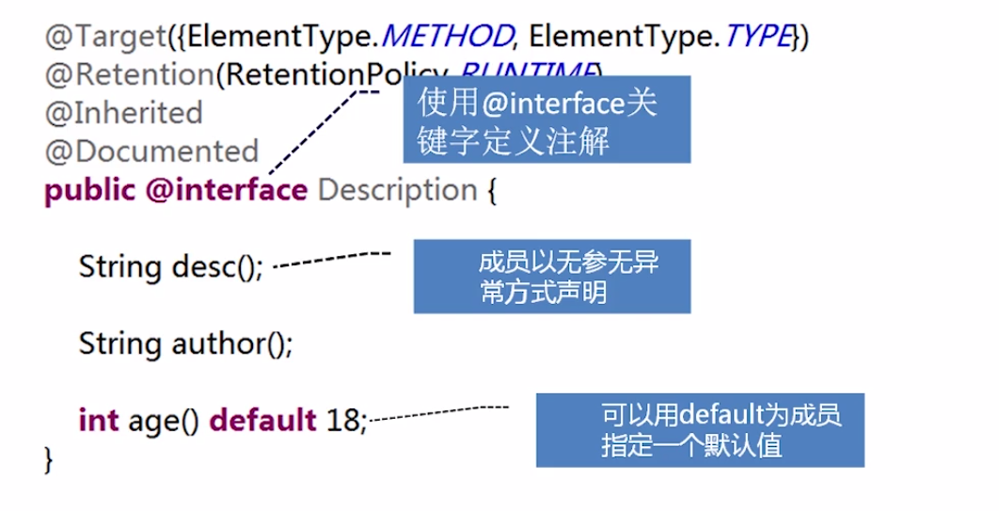 @Target({ElementType.METHOD, ElementType.TYPE})
@Retention(RetentionPolicy.RUNTIME)
@Inherited
@Documented
public @interface Description {
使用@interface关
键字定义注解
String desc();
成员以无参无异
常方式声明
String author();
int age() default 18;
可以用default为成员
指定一个默认值
}